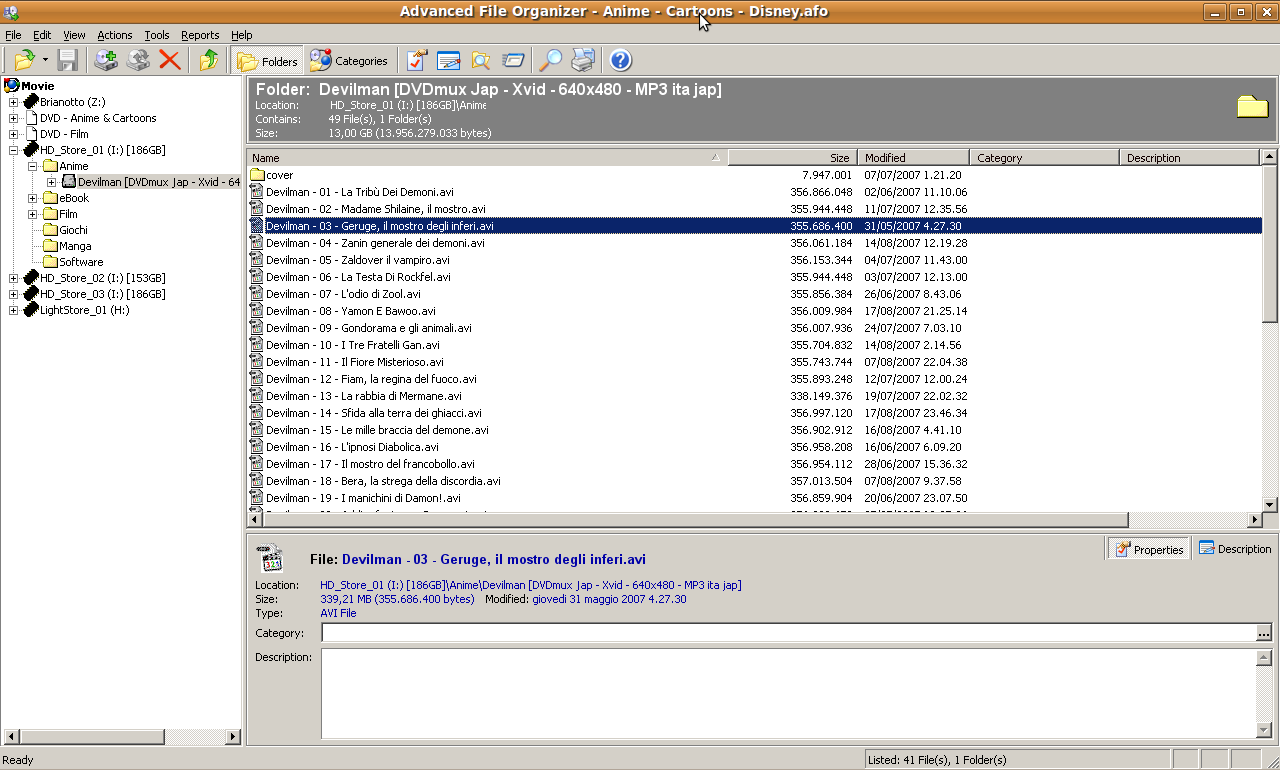 Advanced File Organizer - Anime - Cartoons - Disney.afo
File Edit View Actions Tools Reports Help
Folders Categories
Movie
Brianotto (Z:)
DVD - Anime & Cartoons
DVD - Film
HD_Store_01 (I:) [186GB]
Anime
Devilman [DVDmux Jap - Xvid - 64
eBook
Film
Giochi
Manga
Software
HD_Store_02 (I:) [153GB]
HD_Store_03 (I:) [186GB]
LightStore_01 (H:)
Folder: Devilman [DVDmux Jap - Xvid - 640x480 - MP3 ita jap]
Location: HD_Store_01 (I:) [186GB]\Anime
Contains: 49 File(s), 1 Folder(s)
Size: 13,00 GB (13.956.279.033 bytes)
Name Size Modified Category Description
cover 7.947.001 07/07/2007 1.21.20
Devilman - 01 - La Tribù Dei Demoni.avi 356.866.048 02/06/2007 11.10.06
Devilman - 02 - Madame Shilaine, il mostro.avi 355.944.448 11/07/2007 12.35.56
Devilman - 03 - Geruge, il mostro degli inferi.avi 355.686.400 31/05/2007 4.27.30
Devilman - 04 - Zanin generale dei demoni.avi 356.061.184 14/08/2007 12.19.28
Devilman - 05 - Zaldover il vampiro.avi 356.153.344 04/07/2007 11.43.00
Devilman - 06 - La Testa Di Rockfel.avi 355.944.448 03/07/2007 12.13.00
Devilman - 07 - L'odio di Zool.avi 355.856.384 26/06/2007 8.43.06
Devilman - 08 - Yamon E Bawoo.avi 356.009.984 17/08/2007 21.25.14
Devilman - 09 - Gondorama e gli animali.avi 356.007.936 24/07/2007 7.03.10
Devilman - 10 - I Tre Fratelli Gan.avi 355.704.832 14/08/2007 2.14.56
Devilman - 11 - Il Fiore Misterioso.avi 355.743.744 07/08/2007 22.04.38
Devilman - 12 - Fiam, la regina del fuoco.avi 355.893.248 12/07/2007 12.00.24
Devilman - 13 - La rabbia di Mermane.avi 338.149.376 19/07/2007 22.02.32
Devilman - 14 - Sfida alla terra dei ghiacci.avi 356.997.120 17/08/2007 23.46.34
Devilman - 15 - Le mille braccia del demone.avi 356.902.912 16/08/2007 4.41.10
Devilman - 16 - L'ipnosi Diabolica.avi 356.958.208 16/06/2007 6.09.20
Devilman - 17 - Il mostro del francobollo.avi 356.954.112 28/06/2007 15.36.32
Devilman - 18 - Bera, la strega della discordia.avi 357.013.504 07/08/2007 9.37.58
Devilman - 19 - I manichini di Damon!.avi 356.859.904 20/06/2007 23.07.50
File: Devilman - 03 - Geruge, il mostro degli inferi.avi
Properties Description
Location: HD_Store_01 (I:) [186GB]\Anime\Devilman [DVDmux Jap - Xvid - 640x480 - MP3 ita jap]
Size: 339,21 MB (355.686.400 bytes) Modified: giovedì 31 maggio 2007 4.27.30
Type: AVI File
Category: ...
Description:
Ready Listed: 41 File(s), 1 Folder(s)